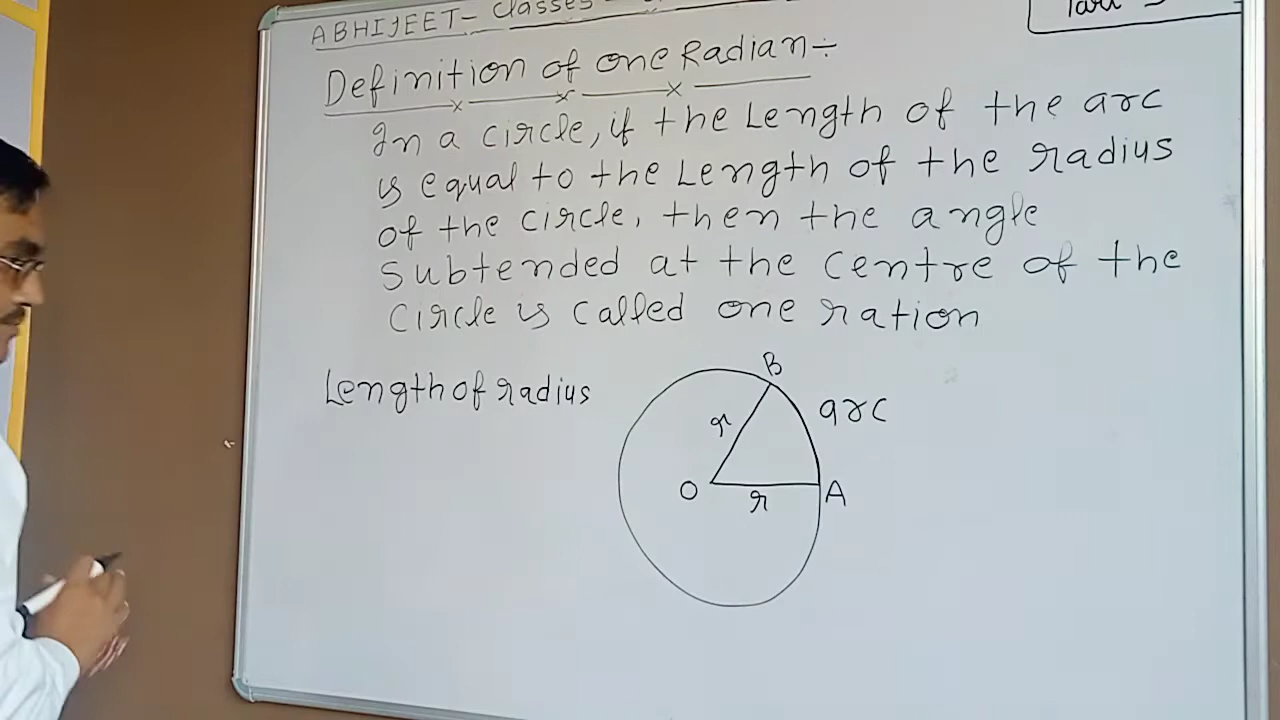 ABHIJEET- Classes
Definition of one Radian÷
In a circle, if the Length of the arc
is equal to the Length of the radius
of the circle, then the angle
Subtended at the Centre of the
Circle is called one ration
Length of radius
B
arc
r
O
r
A